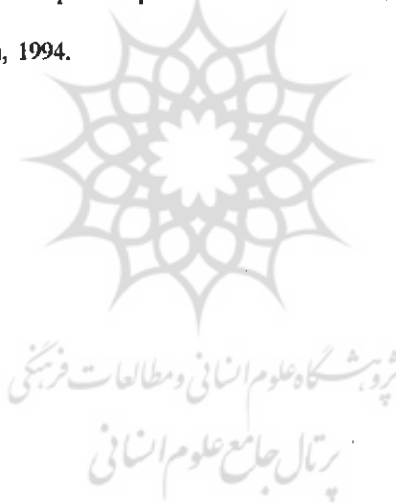 , 1994.
پژوهشگاه علوم انسانی و مطالعات فرهنگی
پرتال جامع علوم انسانی